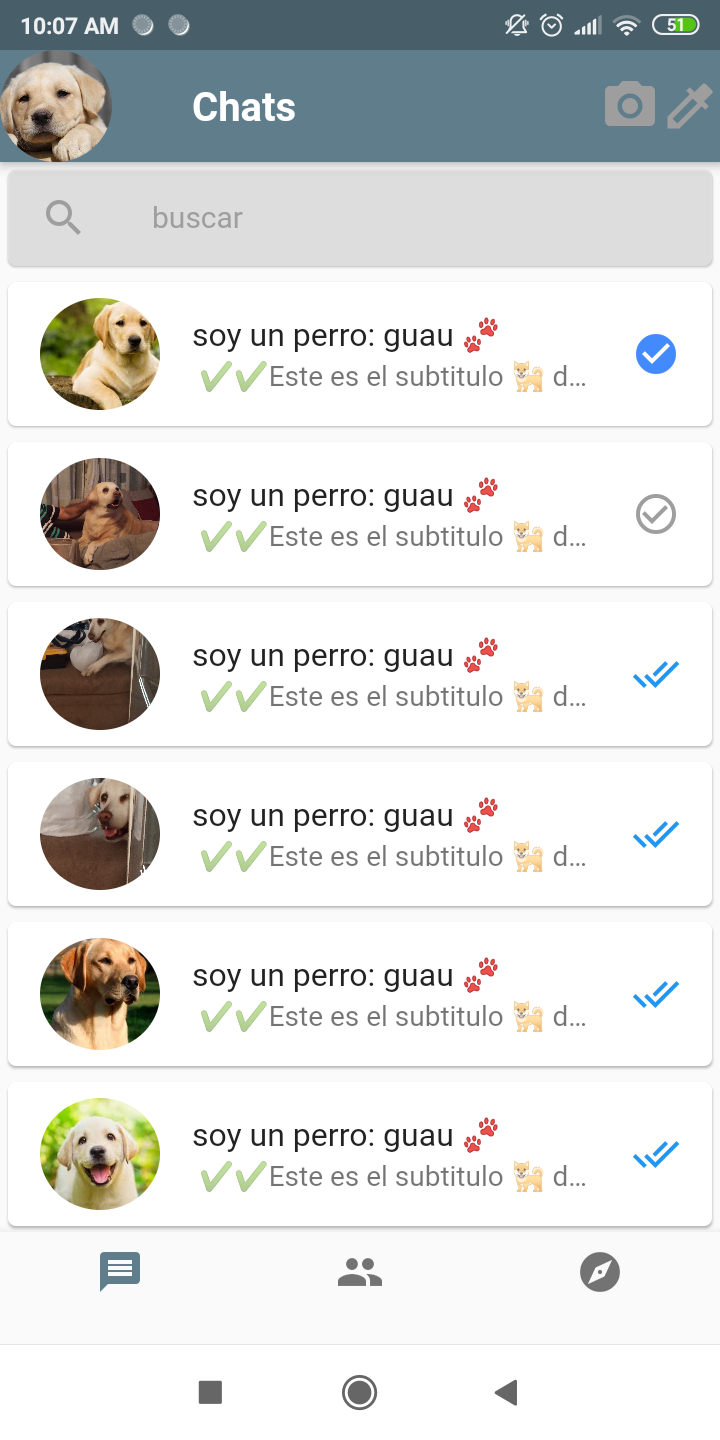 10:07 AM 51
Chats
buscar
soy un perro: guau 🐾
✔✔Este es el subtitulo 🐕 d...
soy un perro: guau 🐾
✔✔Este es el subtitulo 🐕 d...
soy un perro: guau 🐾
✔✔Este es el subtitulo 🐕 d...
soy un perro: guau 🐾
✔✔Este es el subtitulo 🐕 d...
soy un perro: guau 🐾
✔✔Este es el subtitulo 🐕 d...
soy un perro: guau 🐾
✔✔Este es el subtitulo 🐕 d...